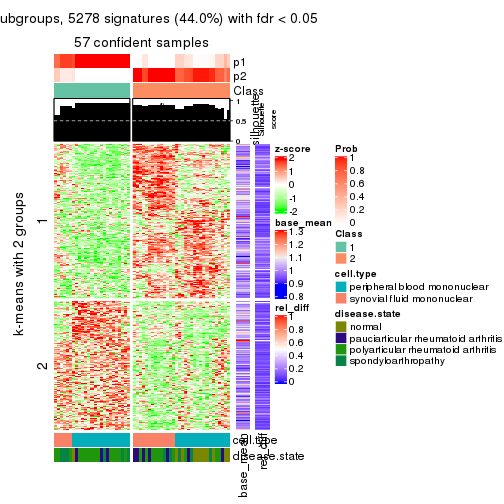 ubgroups, 5278 signatures (44.0%) with fdr < 0.05
57 confident samples
p1
p2
Class
1
0.5
0
silhouette
Silhouette
score
k-means with 2 groups
1
2
cell.type
disease.state
base_mean
rel_diff
z-score
2
1
0
-1
-2
base_mean
1.3
1.2
1.1
0.9
0.8
rel_diff
1
0.8
0.6
0.4
0.2
0
Prob
1
0.8
0.6
0.4
0.2
0
Class
1
2
cell.type
peripheral blood mononuclear
synovial fluid mononuclear
disease.state
normal
pauciarticular rheumatoid arthritis
polyarticular rheumatoid arthritis
spondyloarthropathy